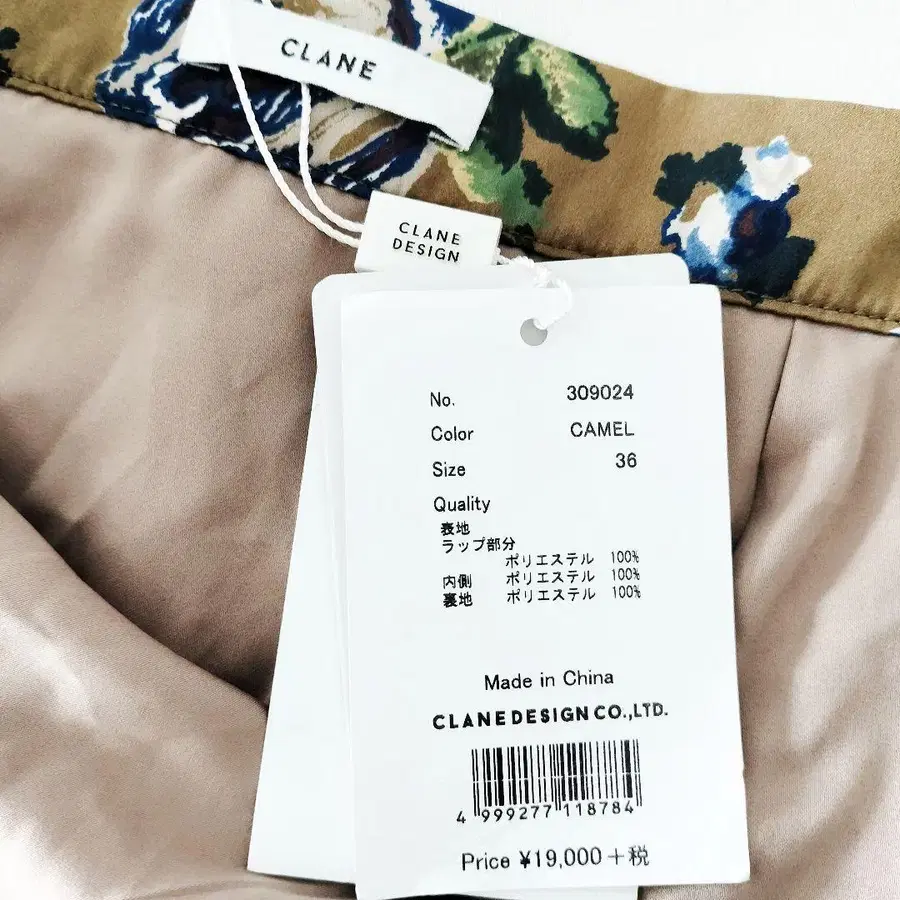 CLANE
CLANE
DESIGN
No. 309024
Color CAMEL
Size 36
Quality
表地
ラップ部分
ポリエステル 100%
内側 ポリエステル 100%
裏地 ポリエステル 100%
Made in China
CLANE DESIGN CO.,LTD.
4 999277 118784
Price ¥19,000+税